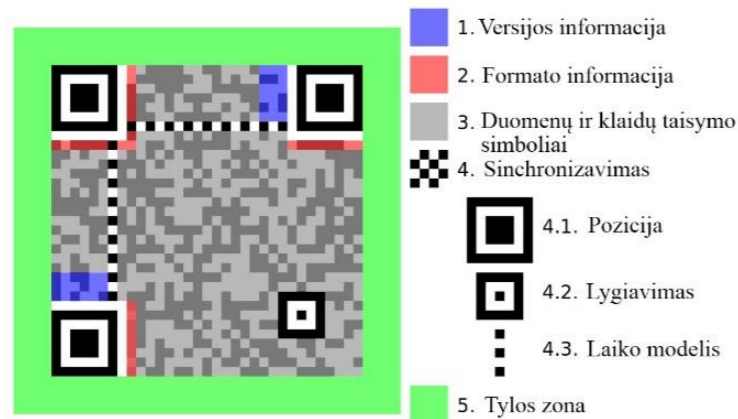 1. Versijos informacija
2. Formato informacija
3. Duomenų ir klaidų taisymo
simboliai
4. Sinchronizavimas
4.1. Pozicija
4.2. Lygiavimas
4.3. Laiko modelis
5. Tylos zona